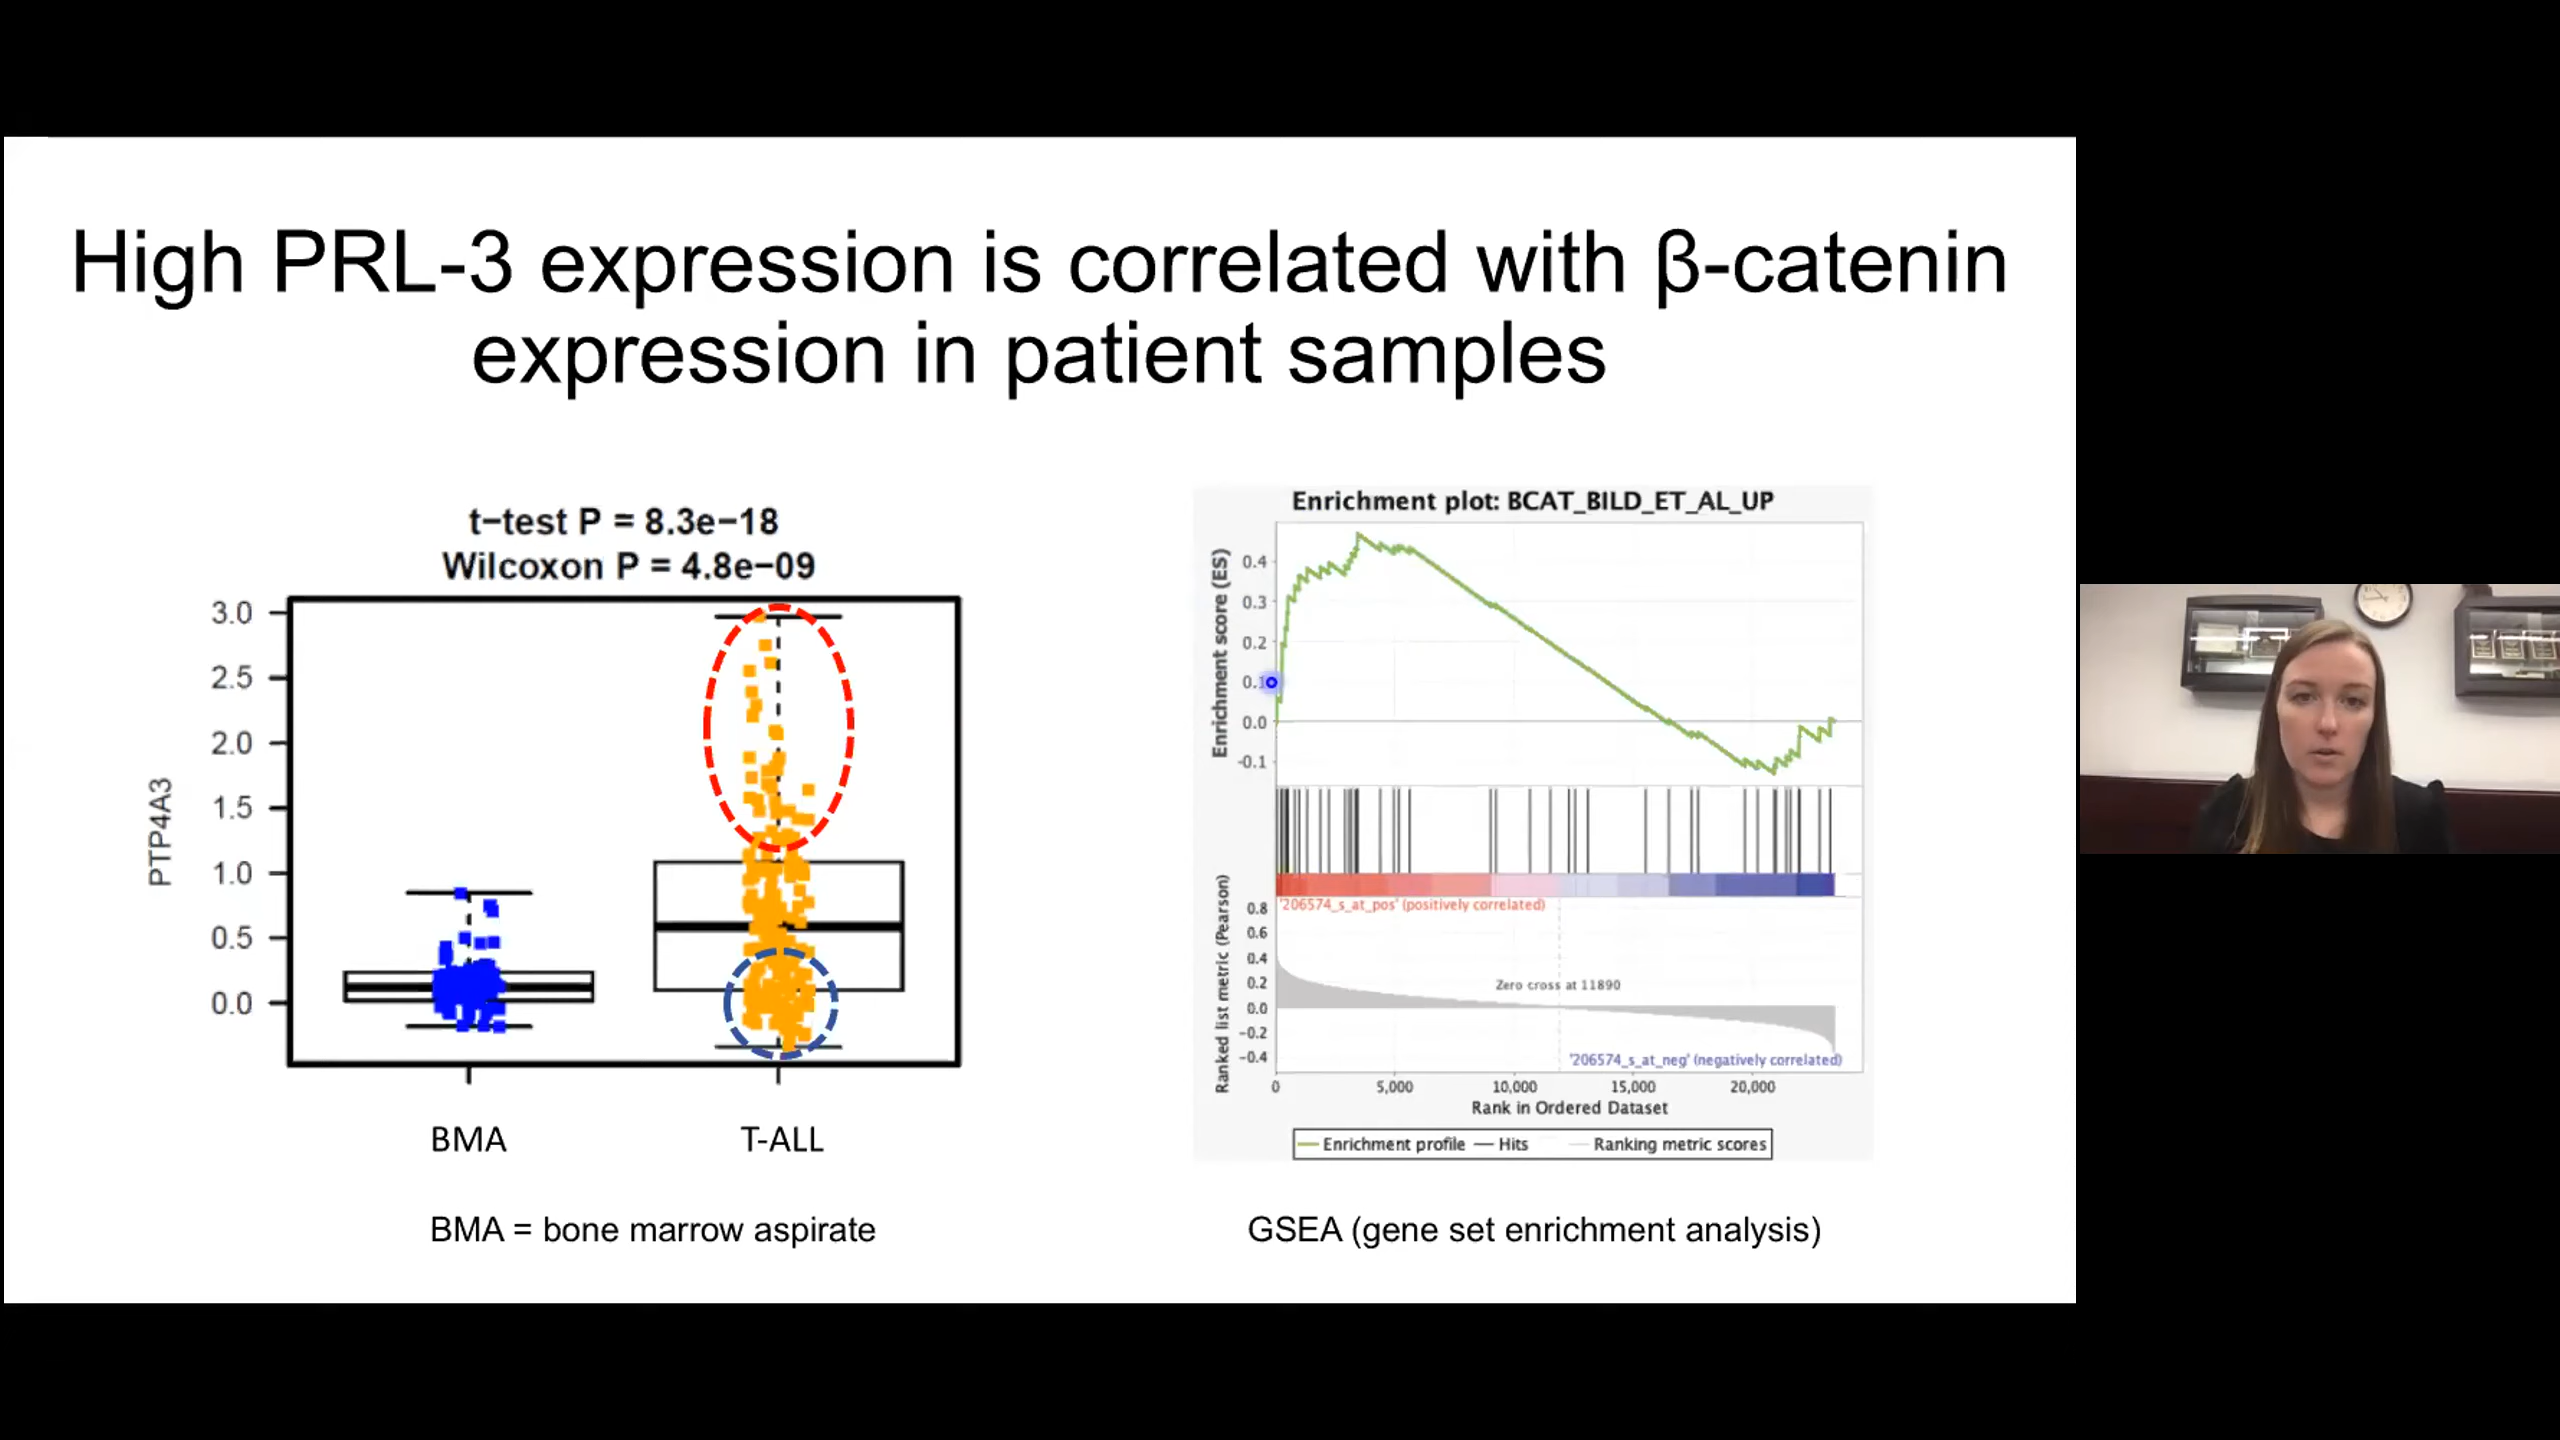 High PRL-3 expression is correlated with β-catenin
expression in patient samples
t-test P = 8.3e-18
Wilcoxon P = 4.8e-09
PTP4A3
3.0
2.5
2.0
1.5
1.0
0.5
0.0
BMA
T-ALL
BMA = bone marrow aspirate
Enrichment plot: BCAT_BILD_ET_AL_UP
Enrichment score (ES)
0.4
0.3
0.2
0.1
0.0
-0.1
'206574_s_at_pos' (positively correlated)
Ranked list metric (Pearson)
0.8
0.6
0.4
0.2
0.0
-0.2
-0.4
Zero cross at 11890
'206574_s_at_neg' (negatively correlated)
0 5,000 10,000 15,000 20,000
Rank in Ordered Dataset
Enrichment profile Hits Ranking metric scores
GSEA (gene set enrichment analysis)